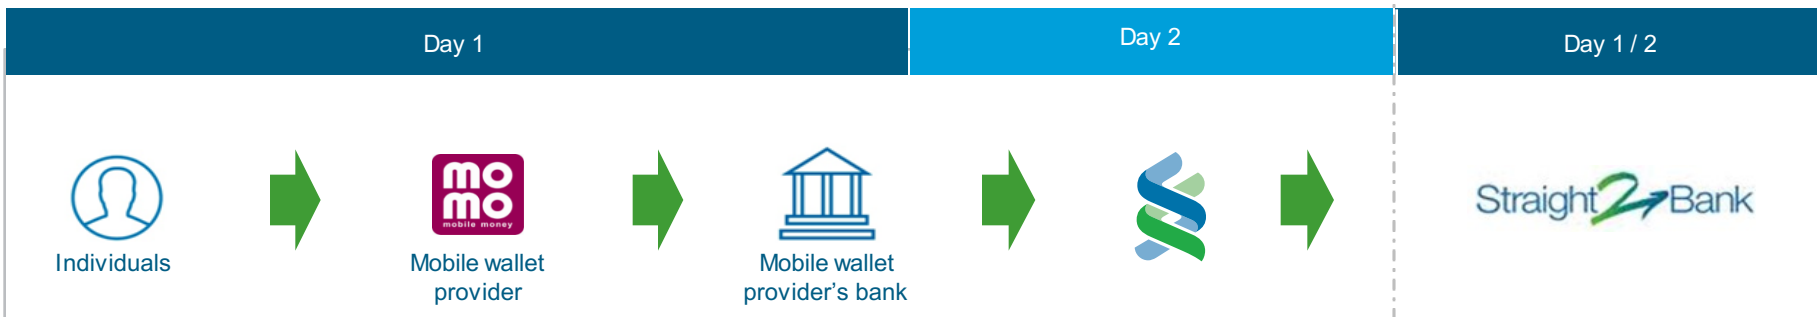 Day 1
Day 2
Day 1 / 2
mo
mo
mobile money
Straight2Bank
Individuals
Mobile wallet
provider
Mobile wallet
provider’s bank